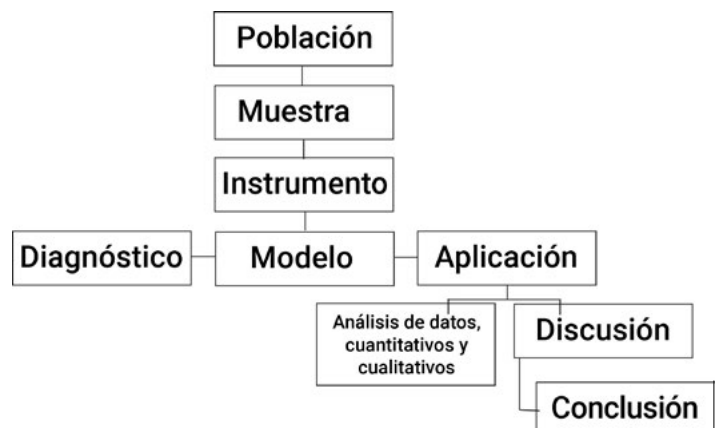 Población
Muestra
Instrumento
Diagnóstico
Modelo
Aplicación
Análisis de datos,
cuantitativos y
cualitativos
Discusión
Conclusión